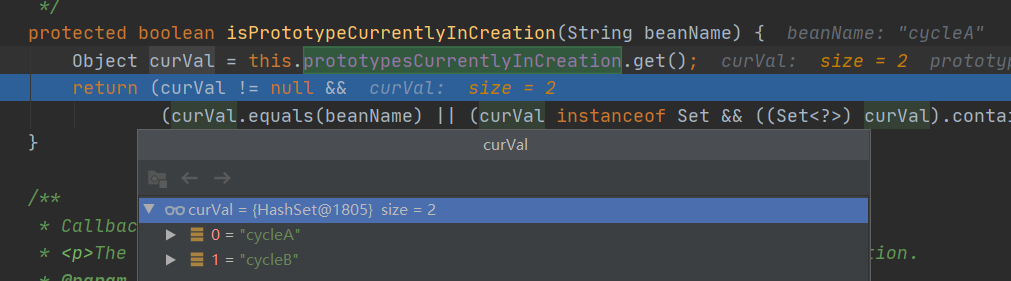 */
protected boolean isPrototypeCurrentlyInCreation(String beanName) { beanName: "cycleA"
Object curVal = this.prototypesCurrentlyInCreation.get(); curVal: size = 2 prototyp
return (curVal != null && curVal: size = 2
(curVal.equals(beanName) || (curVal instanceof Set && ((Set<?>) curVal).conta
}
curVal
/**
curVal = {HashSet@1805} size = 2
* Callbac
0 = "cycleA"
* <p>The
1 = "cycleB"
tion.
* @param